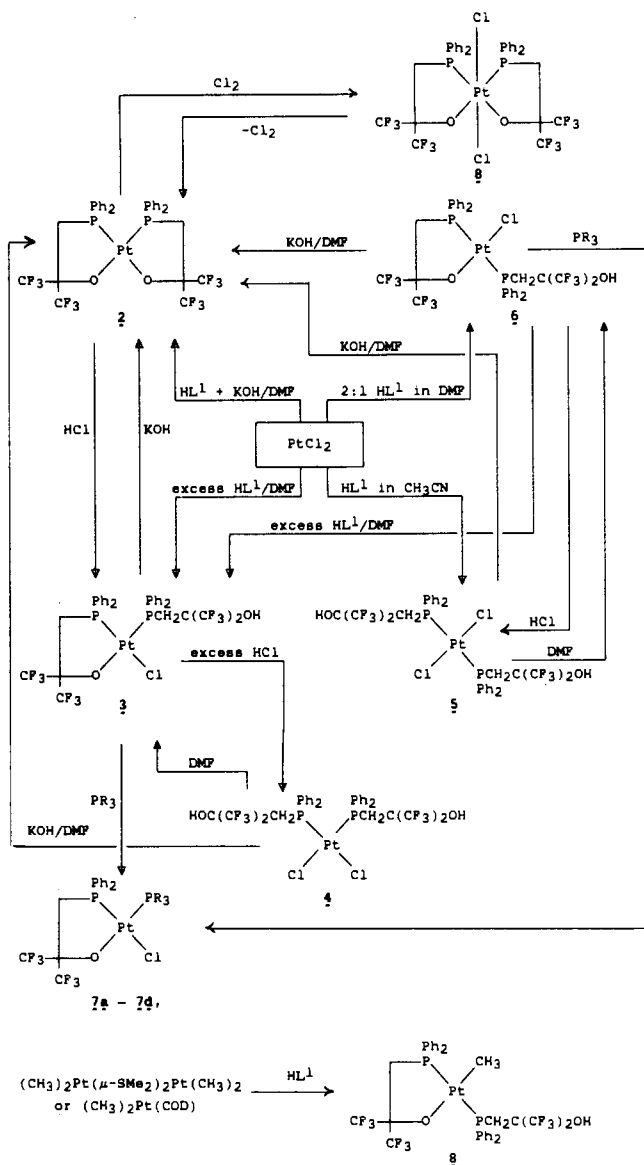 Cl
Ph2 Ph2
P P
Cl2
Pt
-Cl2
CF3 O O CF3
CF3 CF3
Cl
8
Ph2 Ph2
P P
Pt
CF3 O O CF3
CF3 CF3
2
KOH/DMF
Ph2
P Cl
Pt
CF3 O PCH2C(CF3)2OH
CF3 Ph2
6
PR3
KOH/DMF
HCl
KOH
HL1 + KOH/DMF
2:1 HL1 in DMF
PtCl2
excess HL1/DMF
HL1 in CH3CN
excess HL1/DMF
Ph2 Ph2
P PCH2C(CF3)2OH
Pt
CF3 O Cl
CF3
3
excess HCl
Ph2
HOC(CF3)2CH2P Cl
Pt
Cl PCH2C(CF3)2OH
Ph2
5
HCl
DMF
DMF
PR3
KOH/DMF
Ph2 Ph2
HOC(CF3)2CH2P PCH2C(CF3)2OH
Pt
Cl Cl
4
Ph2
P PR3
Pt
CF3 O Cl
CF3
7a - 7d,
(CH3)2Pt(μ-SMe2)2Pt(CH3)2
or (CH3)2Pt(COD)
HL1
Ph2
P CH3
Pt
CF3 O PCH2C(CF3)2OH
CF3 Ph2
8